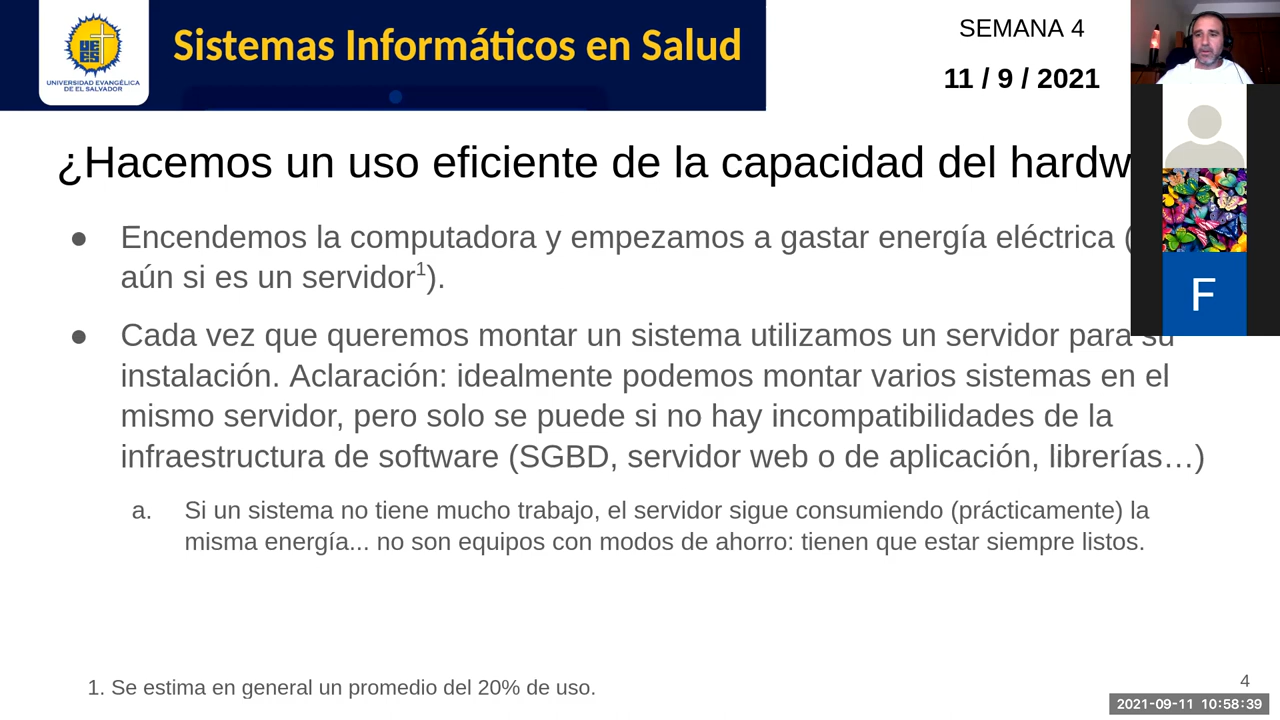 UNIVERSIDAD EVANGÉLICA
DE EL SALVADOR
Sistemas Informáticos en Salud
SEMANA 4
11 / 9 / 2021
¿Hacemos un uso eficiente de la capacidad del hardw
● Encendemos la computadora y empezamos a gastar energía eléctrica (
aún si es un servidor¹).
● Cada vez que queremos montar un sistema utilizamos un servidor para su
instalación. Aclaración: idealmente podemos montar varios sistemas en el
mismo servidor, pero solo se puede si no hay incompatibilidades de la
infraestructura de software (SGBD, servidor web o de aplicación, librerías…)
a. Si un sistema no tiene mucho trabajo, el servidor sigue consumiendo (prácticamente) la
misma energía... no son equipos con modos de ahorro: tienen que estar siempre listos.
F
1. Se estima en general un promedio del 20% de uso.
4
2021-09-11 10:58:39